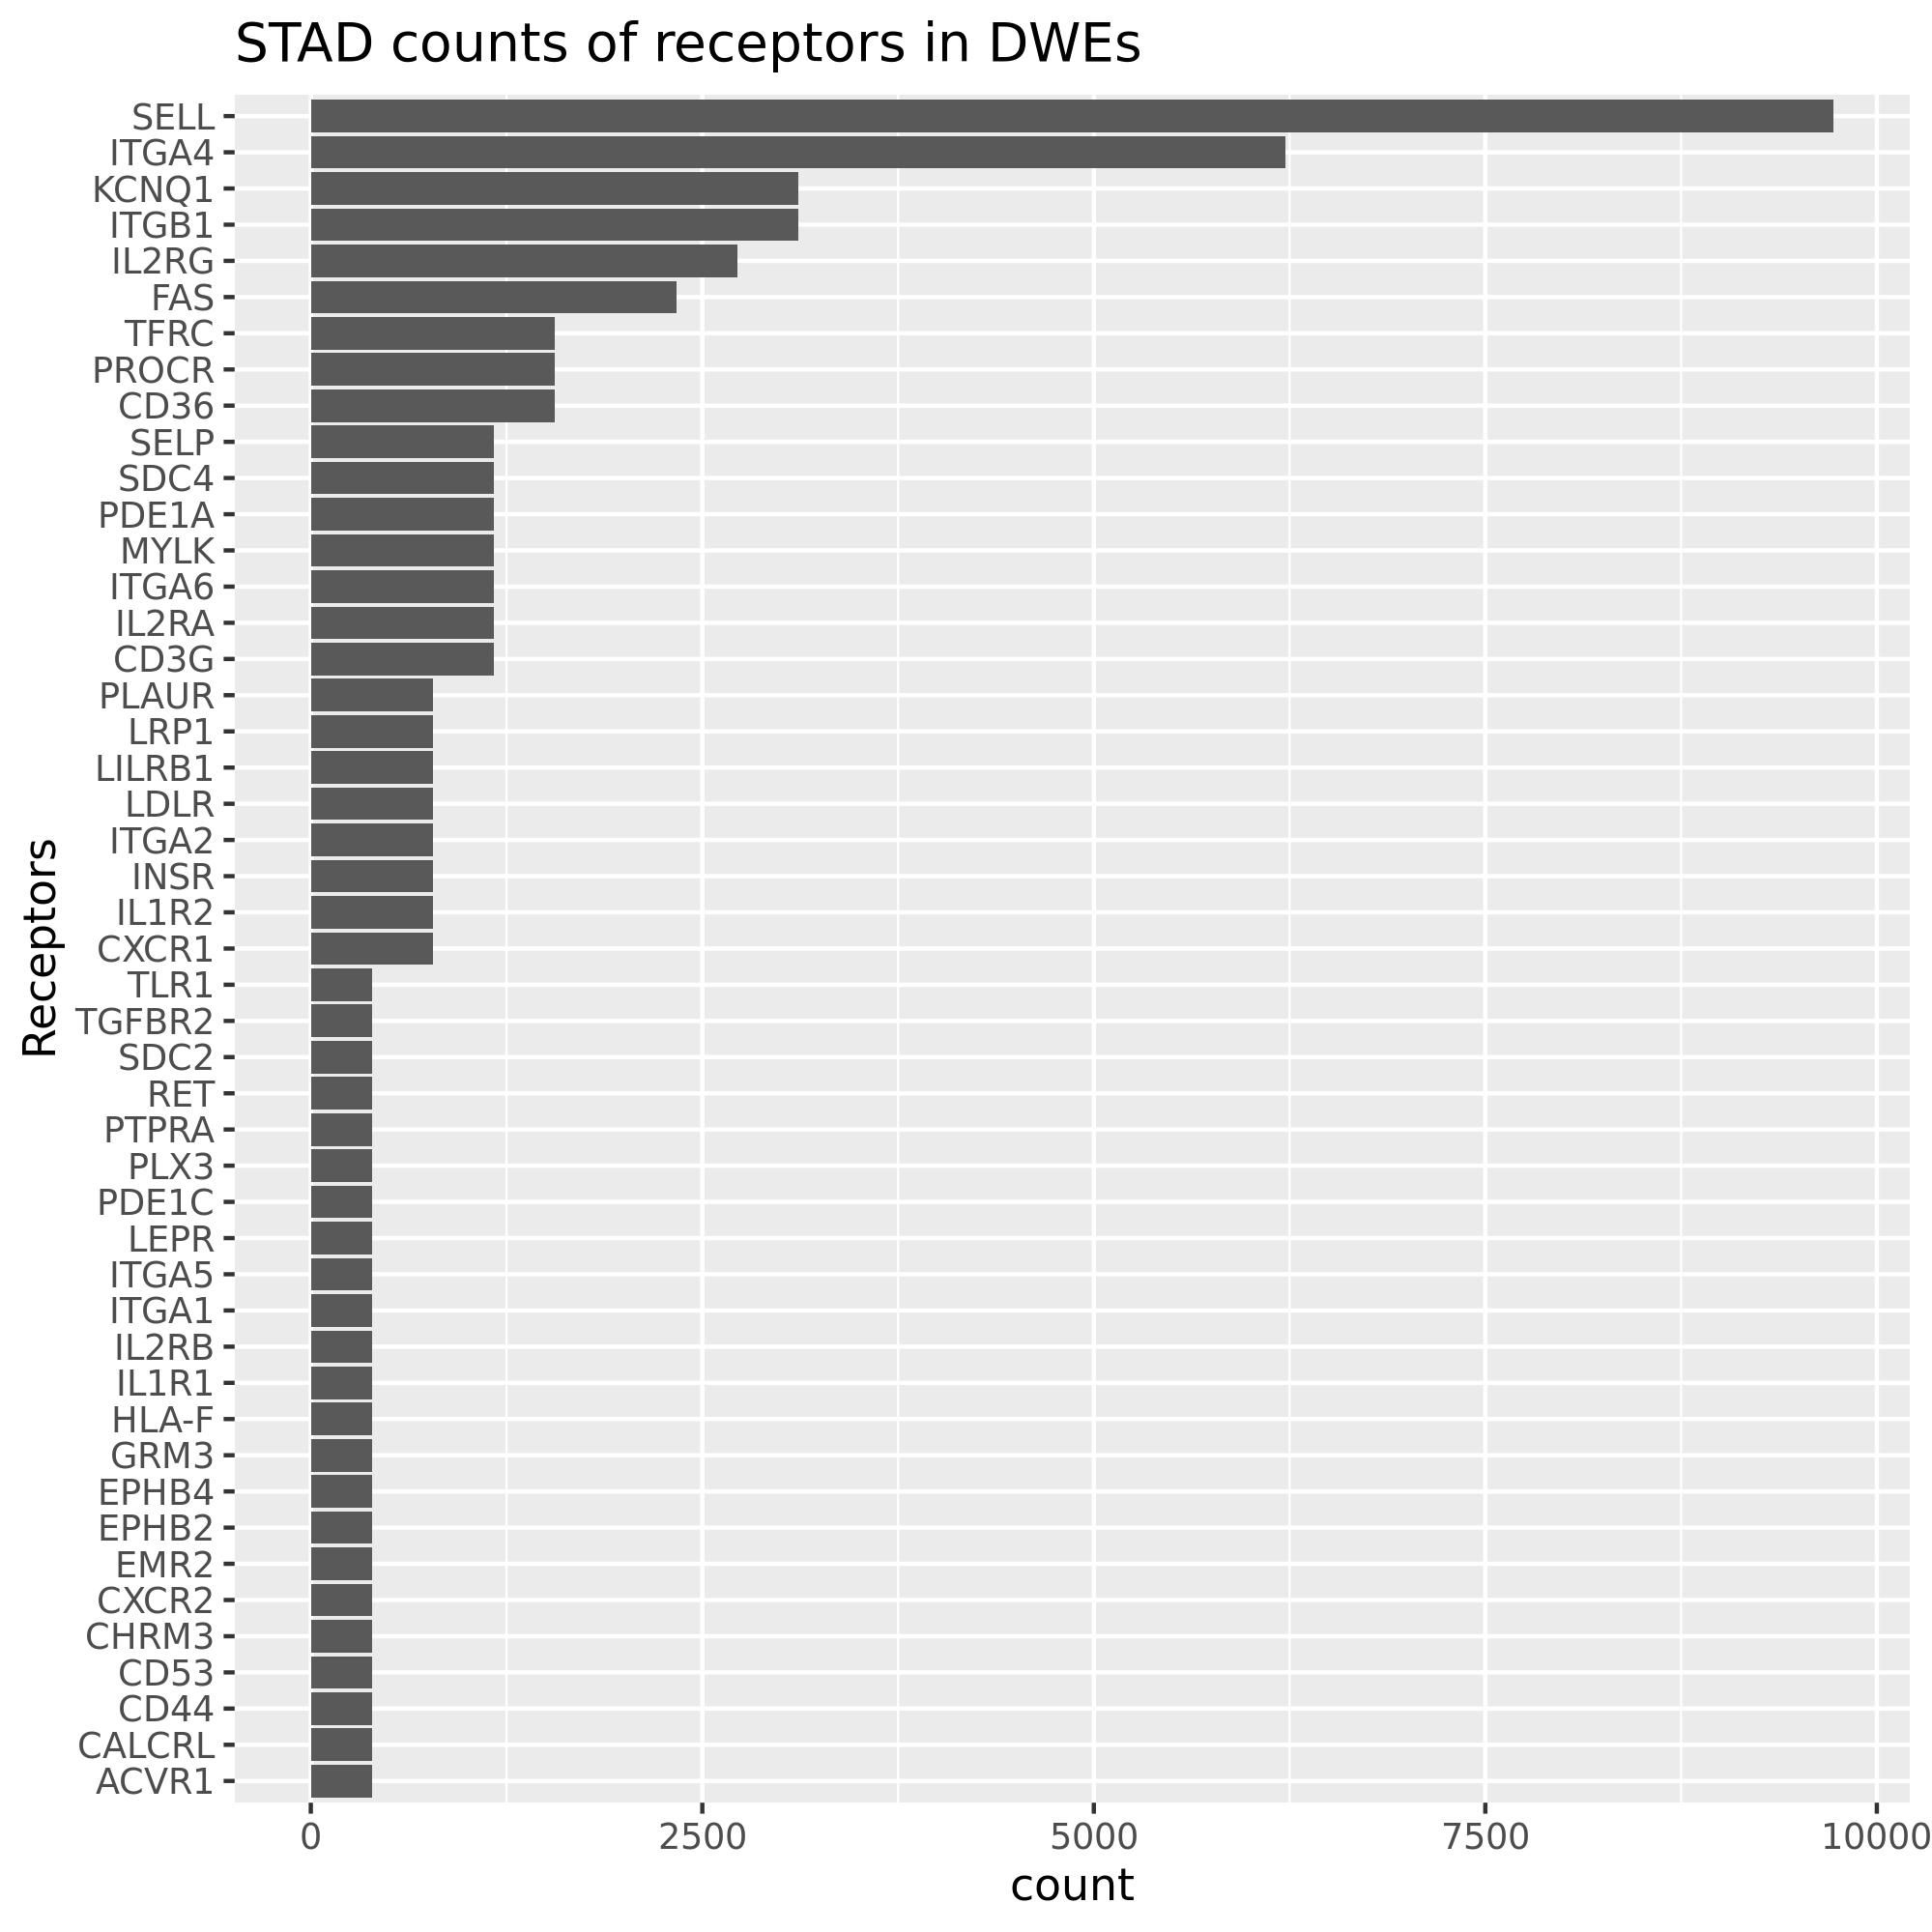 STAD counts of receptors in DWEs
SELL
ITGA4
KCNQ1
ITGB1
IL2RG
FAS
TFRC
PROCR
CD36
SELP
SDC4
PDE1A
MYLK
ITGA6
IL2RA
CD3G
PLAUR
LRP1
LILRB1
LDLR
ITGA2
INSR
IL1R2
CXCR1
TLR1
TGFBR2
SDC2
RET
PTPRA
PLX3
PDE1C
LEPR
ITGA5
ITGA1
IL2RB
IL1R1
HLA-F
GRM3
EPHB4
EPHB2
EMR2
CXCR2
CHRM3
CD53
CD44
CALCRL
ACVR1
Receptors
0 2500 5000 7500 10000
count